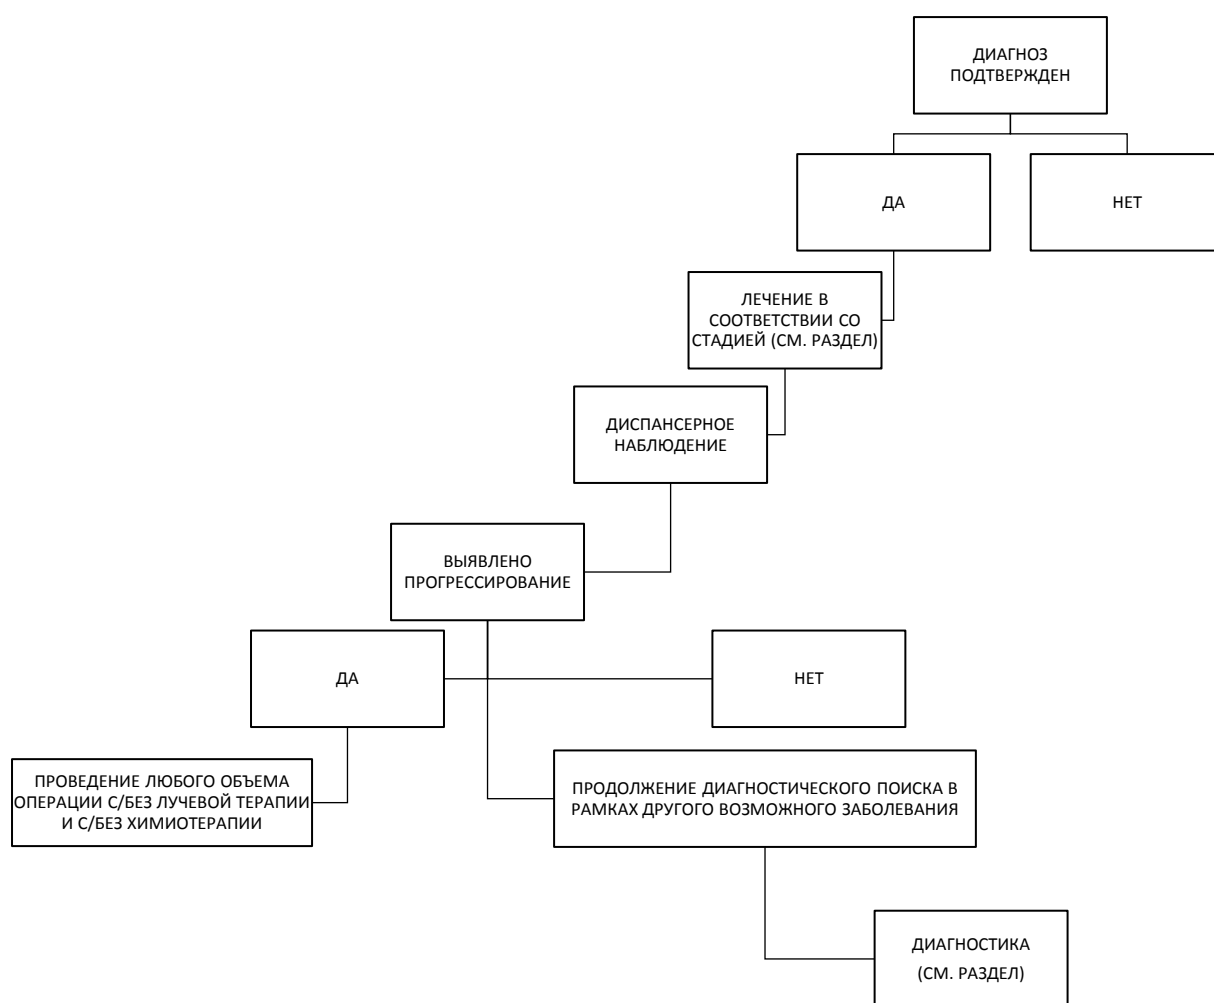 ДИАГНОЗ
ПОДТВЕРЖДЕН
ДА
НЕТ
ЛЕЧЕНИЕ В
СООТВЕТСТВИИ СО
СТАДИЕЙ (СМ. РАЗДЕЛ)
ДИСПАНСЕРНОЕ
НАБЛЮДЕНИЕ
ВЫЯВЛЕНО
ПРОГРЕССИРОВАНИЕ
ДА
НЕТ
ПРОВЕДЕНИЕ ЛЮБОГО ОБЪЕМА
ОПЕРАЦИИ С/БЕЗ ЛУЧЕВОЙ ТЕРАПИИ
И С/БЕЗ ХИМИОТЕРАПИИ
ПРОДОЛЖЕНИЕ ДИАГНОСТИЧЕСКОГО ПОИСКА В
РАМКАХ ДРУГОГО ВОЗМОЖНОГО ЗАБОЛЕВАНИЯ
ДИАГНОСТИКА
(СМ. РАЗДЕЛ)